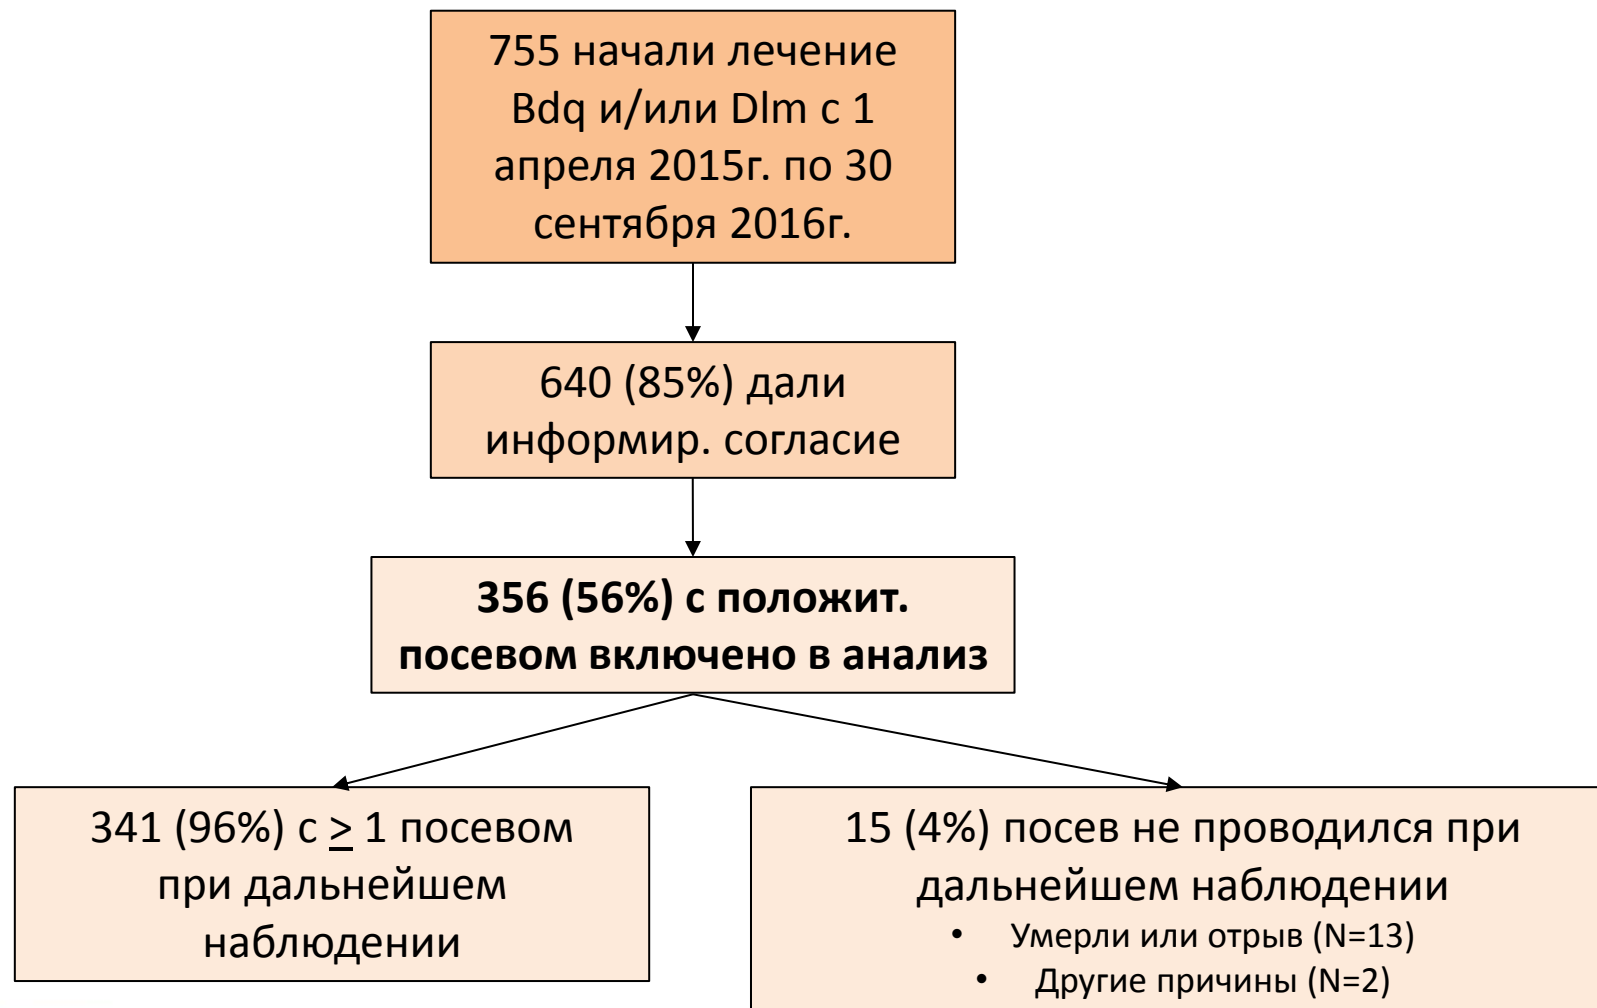 755 начали лечение
Bdq и/или Dlm с 1
апреля 2015г. по 30
сентября 2016г.
640 (85%) дали
информир. согласие
356 (56%) с положит.
посевом включено в анализ
341 (96%) с ≥ 1 посевом
при дальнейшем
наблюдении
15 (4%) посев не проводился при
дальнейшем наблюдении
• Умерли или отрыв (N=13)
• Другие причины (N=2)